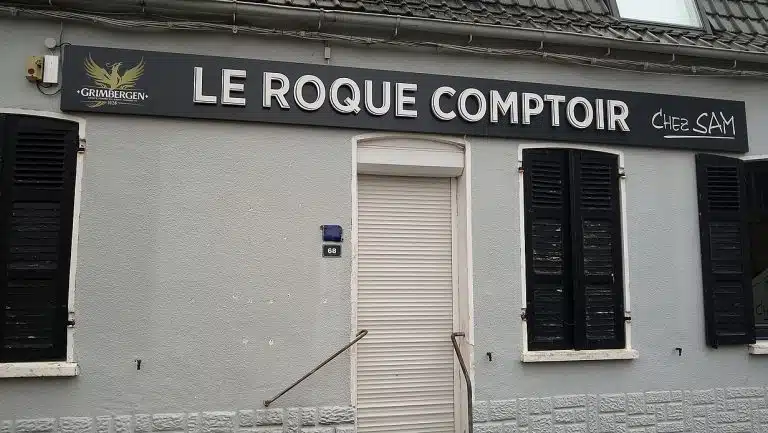 GRIMBERGEN
LE ROQUE COMPTOIR
CHEZ SAM
68